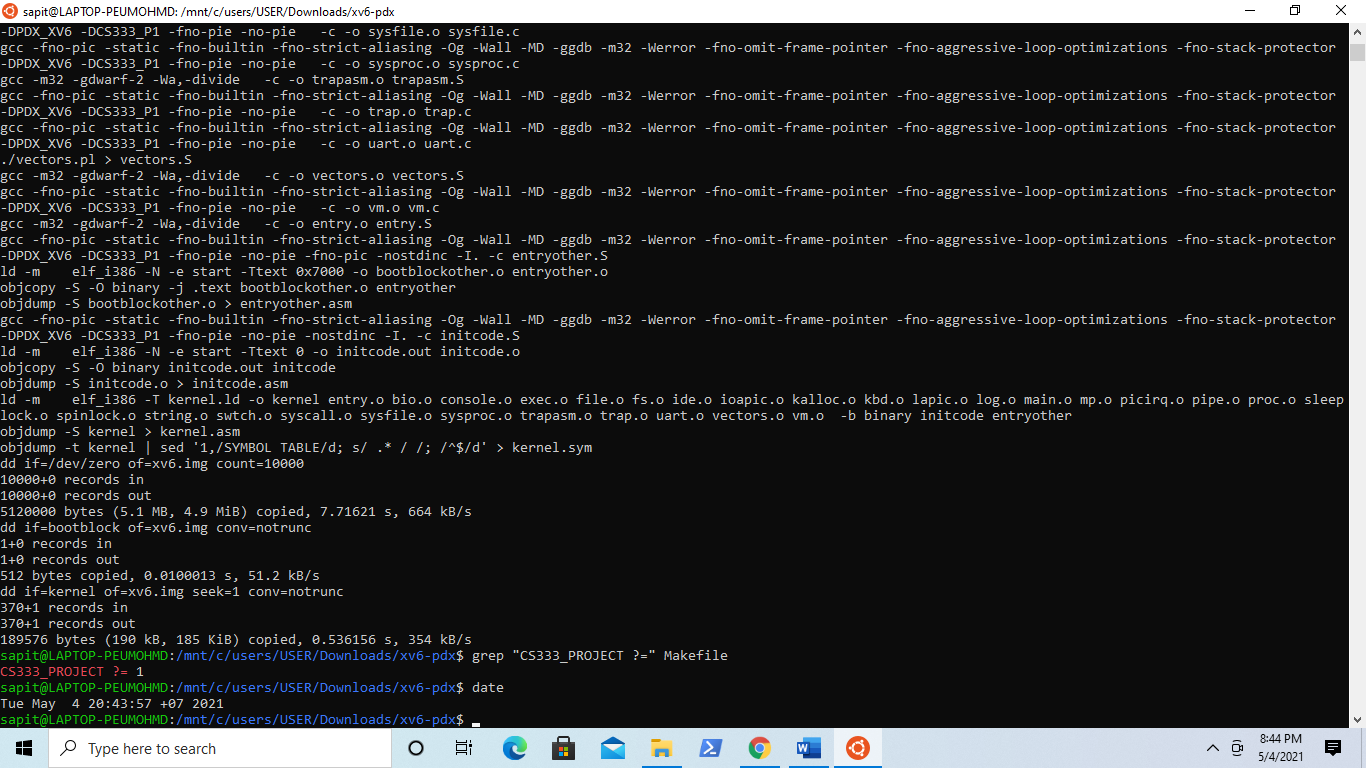 sapit@LAPTOP-PEUMOHMD: /mnt/c/users/USER/Downloads/xv6-pdx
-DPDX_XV6 -DCS333_P1 -fno-pie -no-pie   -c -o sysfile.o sysfile.c
gcc -fno-pic -static -fno-builtin -fno-strict-aliasing -Og -Wall -MD -ggdb -m32 -Werror -fno-omit-frame-pointer -fno-aggressive-loop-optimizations -fno-stack-protector
-DPDX_XV6 -DCS333_P1 -fno-pie -no-pie   -c -o sysproc.o sysproc.c
gcc -m32 -gdwarf-2 -Wa,-divide   -c -o trapasm.o trapasm.S
gcc -fno-pic -static -fno-builtin -fno-strict-aliasing -Og -Wall -MD -ggdb -m32 -Werror -fno-omit-frame-pointer -fno-aggressive-loop-optimizations -fno-stack-protector
-DPDX_XV6 -DCS333_P1 -fno-pie -no-pie   -c -o trap.o trap.c
gcc -fno-pic -static -fno-builtin -fno-strict-aliasing -Og -Wall -MD -ggdb -m32 -Werror -fno-omit-frame-pointer -fno-aggressive-loop-optimizations -fno-stack-protector
-DPDX_XV6 -DCS333_P1 -fno-pie -no-pie   -c -o uart.o uart.c
./vectors.pl > vectors.S
gcc -m32 -gdwarf-2 -Wa,-divide   -c -o vectors.o vectors.S
gcc -fno-pic -static -fno-builtin -fno-strict-aliasing -Og -Wall -MD -ggdb -m32 -Werror -fno-omit-frame-pointer -fno-aggressive-loop-optimizations -fno-stack-protector
-DPDX_XV6 -DCS333_P1 -fno-pie -no-pie   -c -o vm.o vm.c
gcc -m32 -gdwarf-2 -Wa,-divide   -c -o entry.o entry.S
gcc -fno-pic -static -fno-builtin -fno-strict-aliasing -Og -Wall -MD -ggdb -m32 -Werror -fno-omit-frame-pointer -fno-aggressive-loop-optimizations -fno-stack-protector
-DPDX_XV6 -DCS333_P1 -fno-pie -no-pie -fno-pic -nostdinc -I. -c entryother.S
ld -m    elf_i386 -N -e start -Ttext 0x7000 -o bootblockother.o entryother.o
objcopy -S -O binary -j .text bootblockother.o entryother
objdump -S bootblockother.o > entryother.asm
gcc -fno-pic -static -fno-builtin -fno-strict-aliasing -Og -Wall -MD -ggdb -m32 -Werror -fno-omit-frame-pointer -fno-aggressive-loop-optimizations -fno-stack-protector
-DPDX_XV6 -DCS333_P1 -fno-pie -no-pie -nostdinc -I. -c initcode.S
ld -m    elf_i386 -N -e start -Ttext 0 -o initcode.out initcode.o
objcopy -S -O binary initcode.out initcode
objdump -S initcode.o > initcode.asm
ld -m    elf_i386 -T kernel.ld -o kernel entry.o bio.o console.o exec.o file.o fs.o ide.o ioapic.o kalloc.o kbd.o lapic.o log.o main.o mp.o picirq.o pipe.o proc.o sleep
lock.o spinlock.o string.o swtch.o syscall.o sysfile.o sysproc.o trapasm.o trap.o uart.o vectors.o vm.o  -b binary initcode entryother
objdump -S kernel > kernel.asm
objdump -t kernel | sed '1,/SYMBOL TABLE/d; s/ .* / /; /^$/d' > kernel.sym
dd if=/dev/zero of=xv6.img count=10000
10000+0 records in
10000+0 records out
5120000 bytes (5.1 MB, 4.9 MiB) copied, 7.71621 s, 664 kB/s
dd if=bootblock of=xv6.img conv=notrunc
1+0 records in
1+0 records out
512 bytes copied, 0.0100013 s, 51.2 kB/s
dd if=kernel of=xv6.img seek=1 conv=notrunc
370+1 records in
370+1 records out
189576 bytes (190 kB, 185 KiB) copied, 0.536156 s, 354 kB/s
sapit@LAPTOP-PEUMOHMD:/mnt/c/users/USER/Downloads/xv6-pdx$ grep "CS333_PROJECT ?=" Makefile
CS333_PROJECT ?= 1
sapit@LAPTOP-PEUMOHMD:/mnt/c/users/USER/Downloads/xv6-pdx$ date
Tue May  4 20:43:57 +07 2021
sapit@LAPTOP-PEUMOHMD:/mnt/c/users/USER/Downloads/xv6-pdx$
Type here to search
8:44 PM
5/4/2021